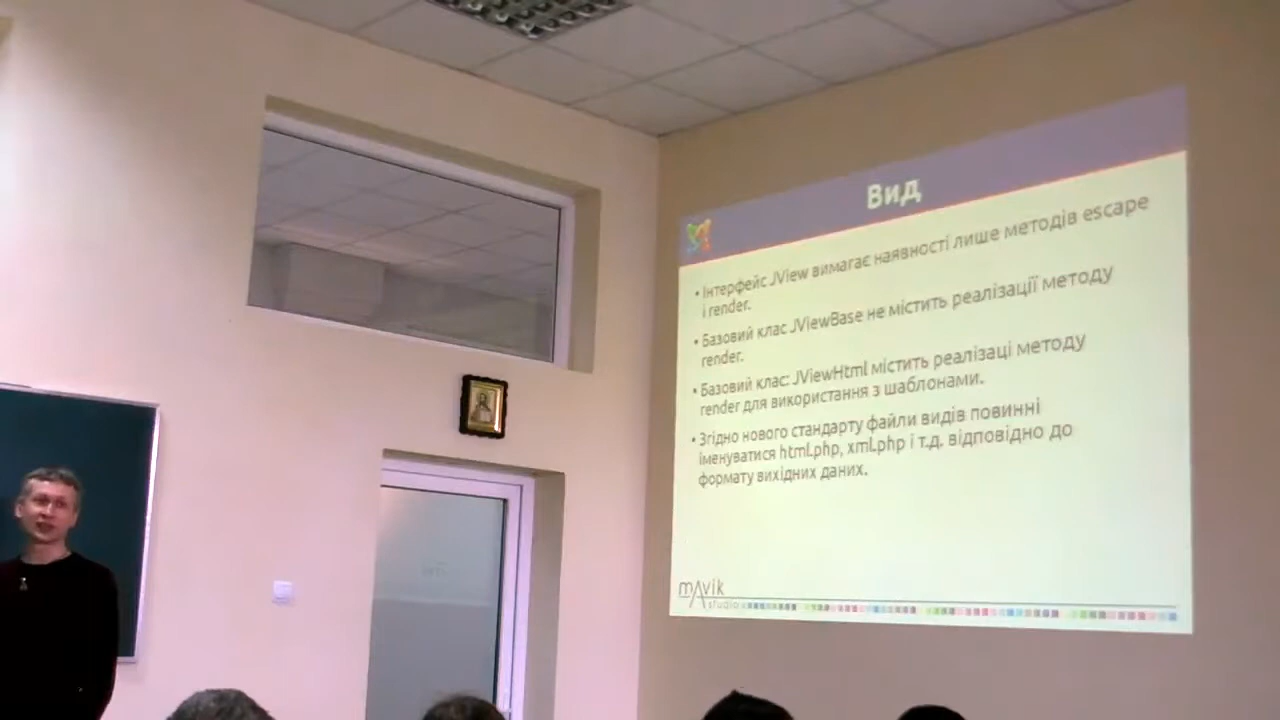 Вид
• Інтерфейс JView вимагає наявності лише методів escape
і render.
• Базовий клас JViewBase не містить реалізації методу
render.
• Базовий клас: JViewHtml містить реалізаці методу
render для використання з шаблонами.
• Згідно нового стандарту файли видів повинні
іменуватися html.php, xml.php і т.д. відповідно до
формату вихідних даних.
mAvik
studio